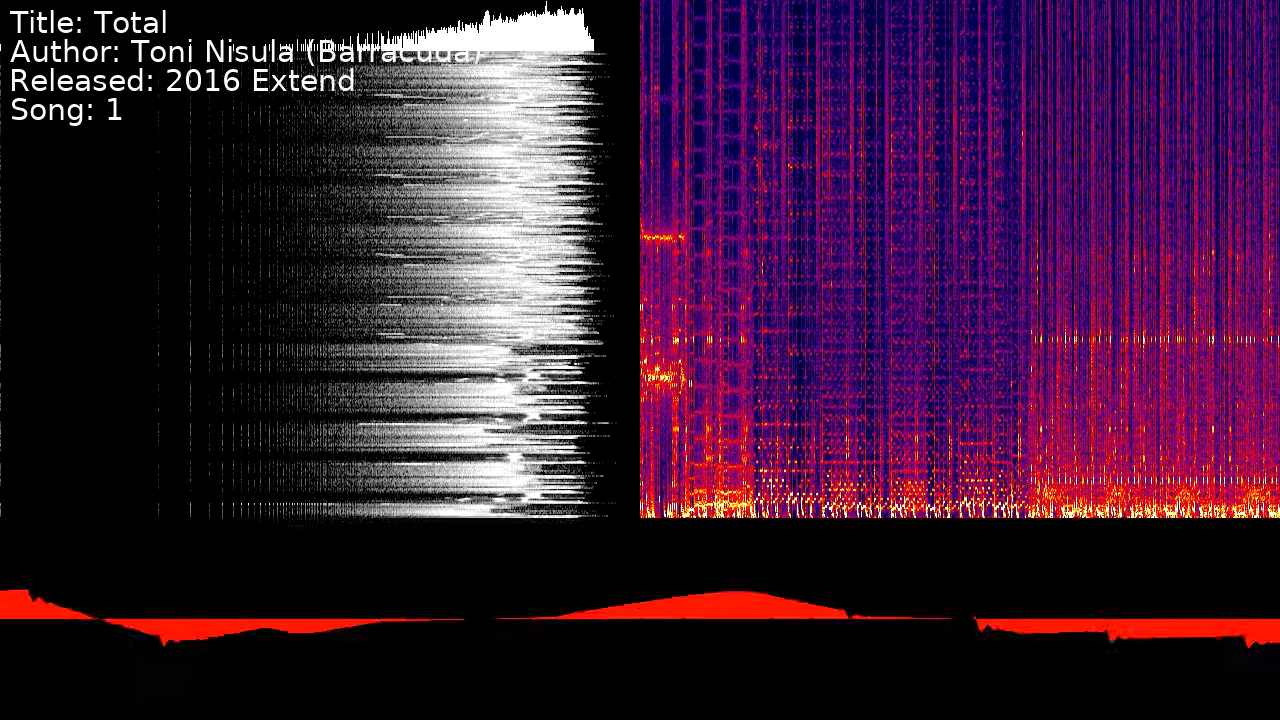 Title: Total
Author: Toni Nisula (Barracuda)
Released: 2016 Extend
Song: 1